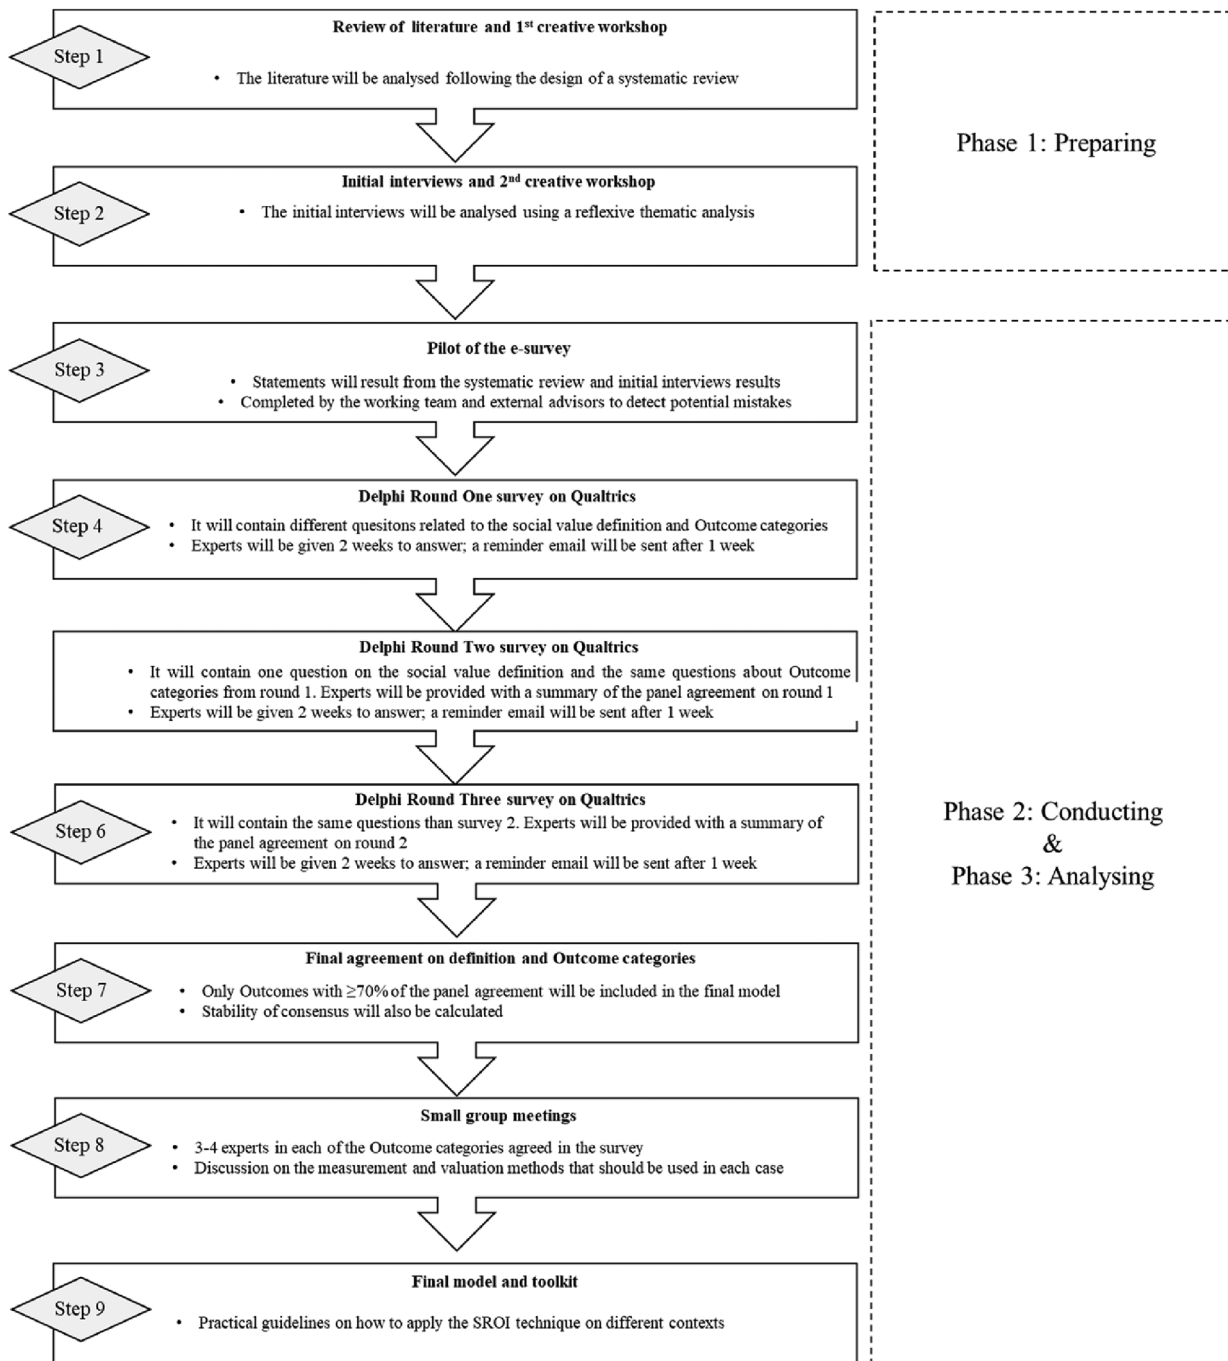 Review of literature and 1st creative workshop
Step 1
• The literature will be analysed following the design of a systematic review
Phase 1: Preparing
Initial interviews and 2nd creative workshop
Step 2
• The initial interviews will be analysed using a reflexive thematic analysis
Pilot of the e-survey
Step 3
• Statements will result from the systematic review and initial interviews results
• Completed by the working team and external advisors to detect potential mistakes
Delphi Round One survey on Qualtrics
Step 4
• It will contain different quesitons related to the social value definition and Outcome categories
• Experts will be given 2 weeks to answer; a reminder email will be sent after 1 week
Delphi Round Two survey on Qualtrics
• It will contain one question on the social value definition and the same questions about Outcome
categories from round 1. Experts will be provided with a summary of the panel agreement on round 1
• Experts will be given 2 weeks to answer; a reminder email will be sent after 1 week
Delphi Round Three survey on Qualtrics
Step 6
• It will contain the same questions than survey 2. Experts will be provided with a summary of
the panel agreement on round 2
• Experts will be given 2 weeks to answer; a reminder email will be sent after 1 week
Phase 2: Conducting
&
Phase 3: Analysing
Final agreement on definition and Outcome categories
Step 7
• Only Outcomes with ≥70% of the panel agreement will be included in the final model
• Stability of consensus will also be calculated
Small group meetings
Step 8
• 3-4 experts in each of the Outcome categories agreed in the survey
• Discussion on the measurement and valuation methods that should be used in each case
Final model and toolkit
Step 9
• Practical guidelines on how to apply the SROI technique on different contexts